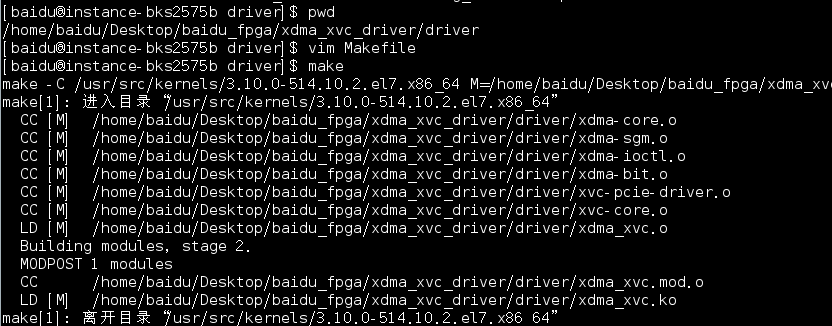 [baidu@instance-bks2575b driver]$ pwd
/home/baidu/Desktop/baidu_fpga/xdma_xvc_driver/driver
[baidu@instance-bks2575b driver]$ vim Makefile
[baidu@instance-bks2575b driver]$ make
make -C /usr/src/kernels/3.10.0-514.10.2.el7.x86_64 M=/home/baidu/Desktop/baidu_fpga/xdma_xvc
make[1]: 进入目录“/usr/src/kernels/3.10.0-514.10.2.el7.x86_64”
CC [M] /home/baidu/Desktop/baidu_fpga/xdma_xvc_driver/driver/xdma-core.o
CC [M] /home/baidu/Desktop/baidu_fpga/xdma_xvc_driver/driver/xdma-sgm.o
CC [M] /home/baidu/Desktop/baidu_fpga/xdma_xvc_driver/driver/xdma-ioctl.o
CC [M] /home/baidu/Desktop/baidu_fpga/xdma_xvc_driver/driver/xdma-bit.o
CC [M] /home/baidu/Desktop/baidu_fpga/xdma_xvc_driver/driver/xvc-pcie-driver.o
CC [M] /home/baidu/Desktop/baidu_fpga/xdma_xvc_driver/driver/xvc-core.o
LD [M] /home/baidu/Desktop/baidu_fpga/xdma_xvc_driver/driver/xdma_xvc.o
Building modules, stage 2.
MODPOST 1 modules
CC /home/baidu/Desktop/baidu_fpga/xdma_xvc_driver/driver/xdma_xvc.mod.o
LD [M] /home/baidu/Desktop/baidu_fpga/xdma_xvc_driver/driver/xdma_xvc.ko
make[1]: 离开目录“/usr/src/kernels/3.10.0-514.10.2.el7.x86_64”